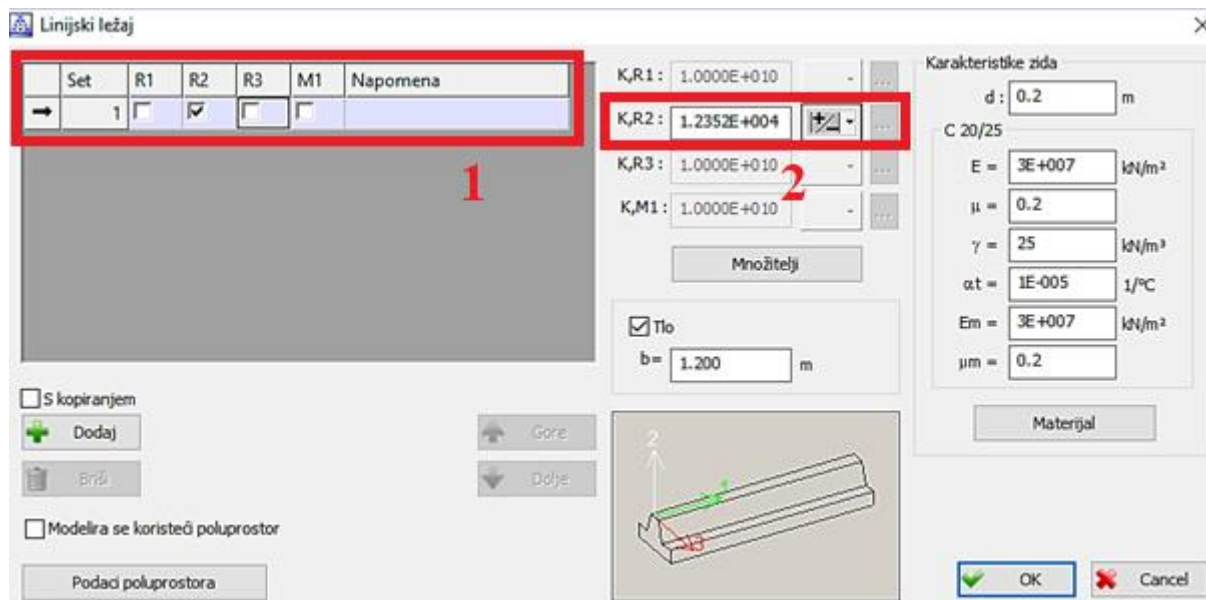 Linijski ležaj
Set R1 R2 R3 M1 Napomena
1
1
K,R1 : 1.0000E+010 - ...
K,R2 : 1.2352E+004 ...
K,R3 : 1.0000E+010 - ...
2
K,M1 : 1.0000E+010 - ...
Množitelji
Tlo
b= 1.200 m
Karakteristike zida
d : 0.2 m
C 20/25
E = 3E+007 kN/m²
μ = 0.2
γ = 25 kN/m³
αt = 1E-005 1/°C
Em = 3E+007 kN/m²
μm = 0.2
Materijal
S kopiranjem
Dodaj
Gore
Briši
Dolje
Modelira se koristeći poluprostor
Podaci poluprostora
2
1
3
OK
Cancel